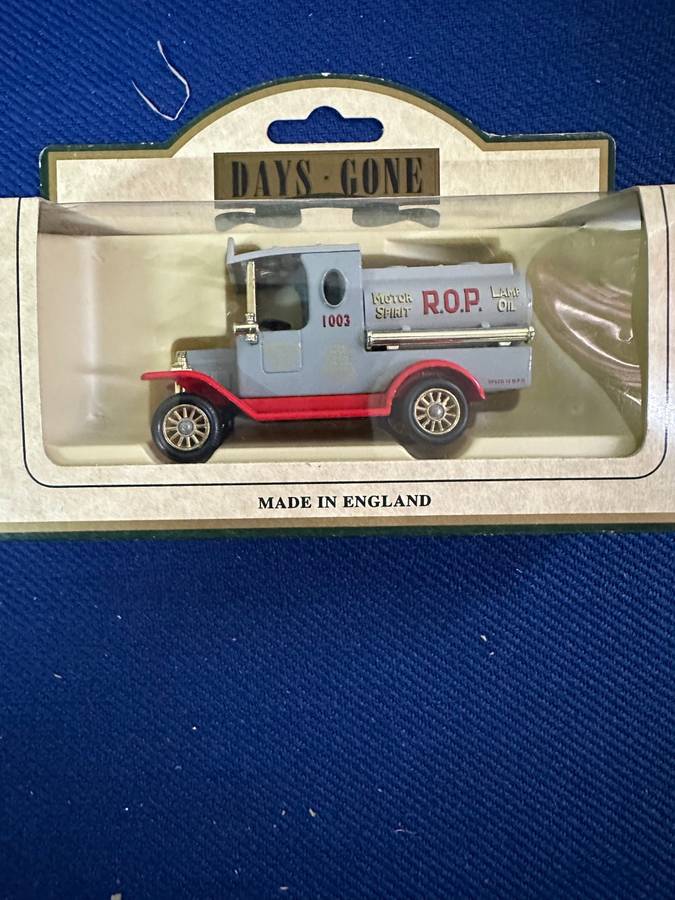 DAYS · GONE
MOTOR SPIRIT
R.O.P.
LAMP OIL
1003
MADE IN ENGLAND